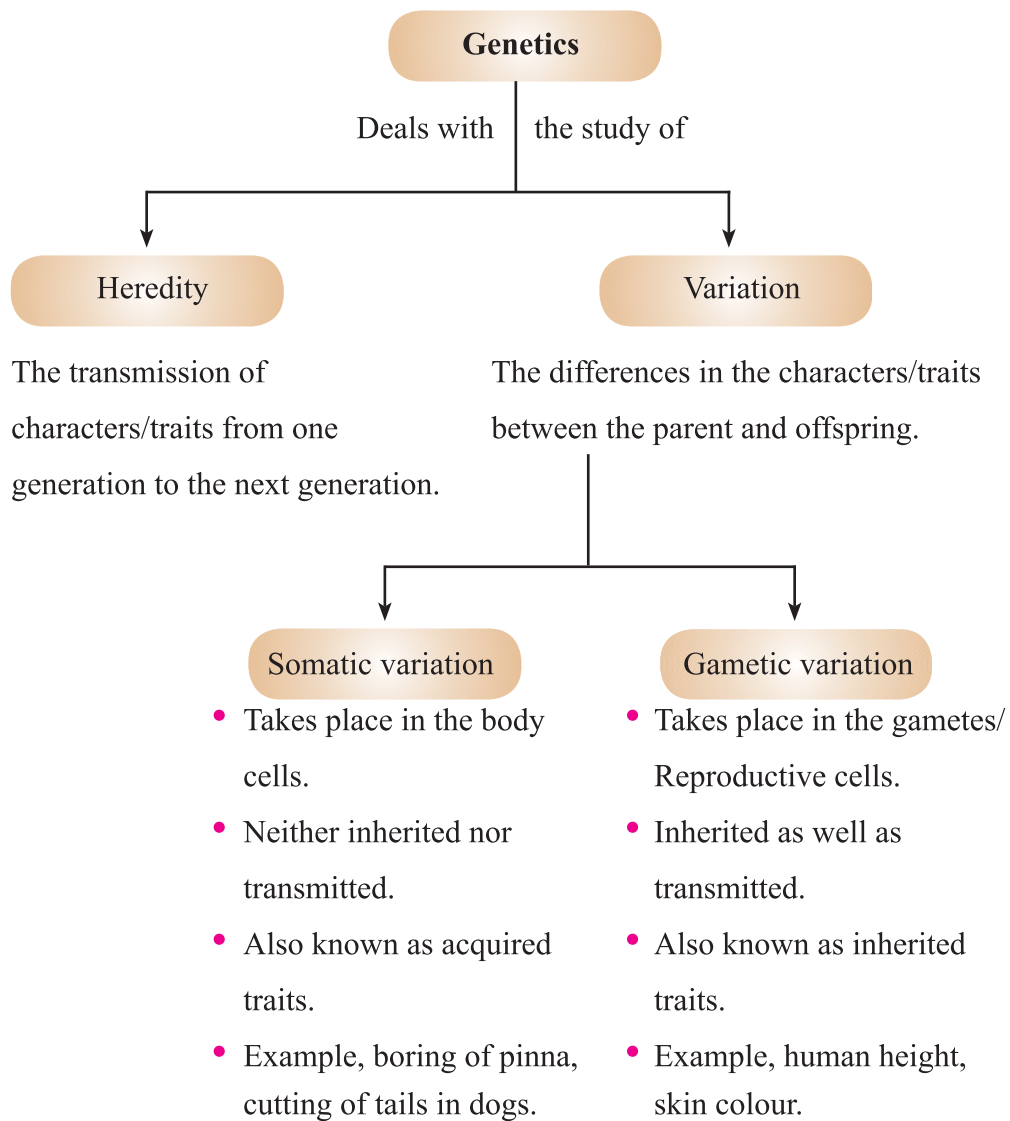 Genetics
Deals with the study of
Heredity
The transmission of
characters/traits from one
generation to the next generation.
Variation
The differences in the characters/traits
between the parent and offspring.
Somatic variation
• Takes place in the body
cells.
• Neither inherited nor
transmitted.
• Also known as acquired
traits.
• Example, boring of pinna,
cutting of tails in dogs.
Gametic variation
• Takes place in the gametes/
Reproductive cells.
• Inherited as well as
transmitted.
• Also known as inherited
traits.
• Example, human height,
skin colour.